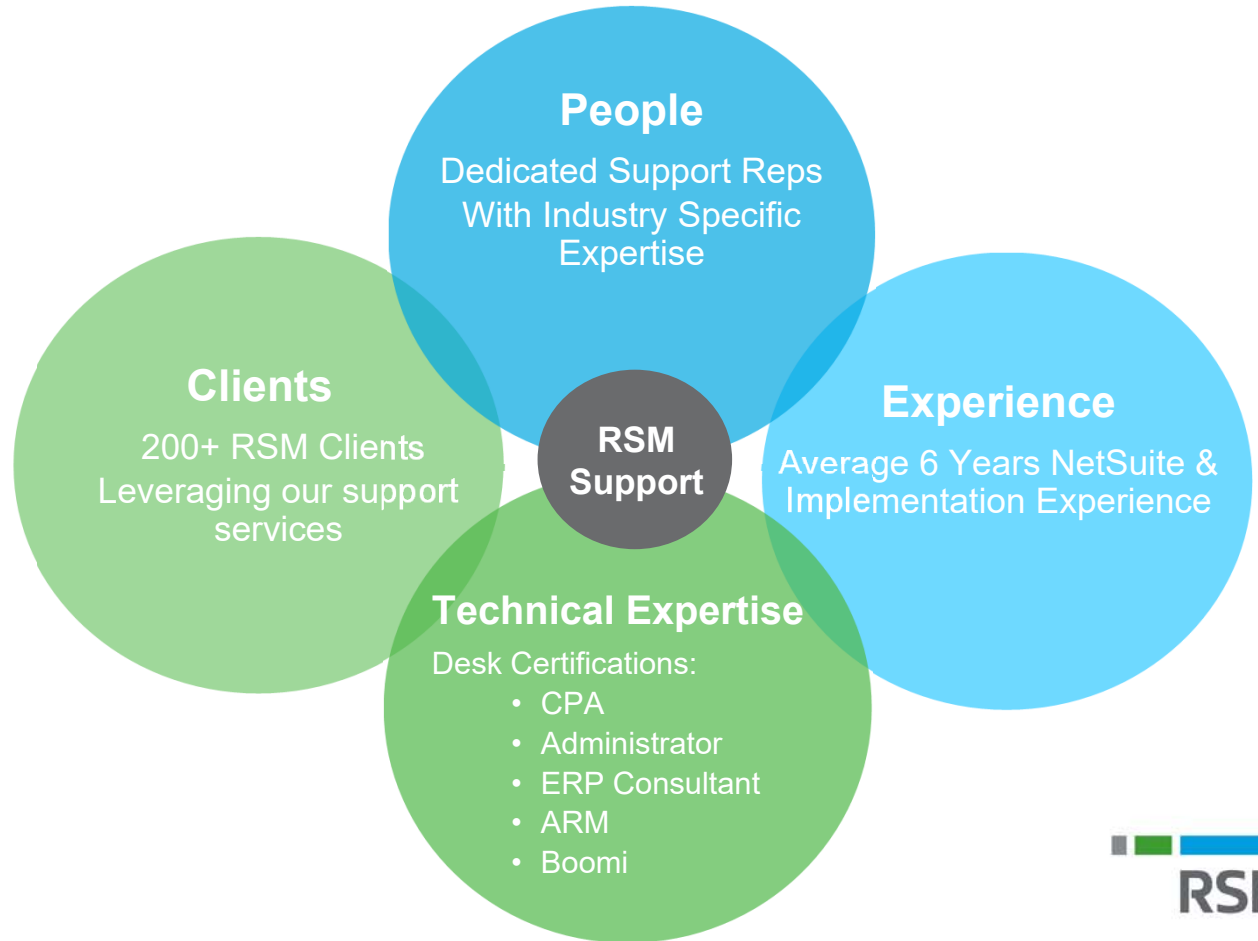 People
Dedicated Support Reps
With Industry Specific
Expertise
Clients
200+ RSM Clients
Leveraging our support
services
RSM
Support
Experience
Average 6 Years NetSuite &
Implementation Experience
Technical Expertise
Desk Certifications:
• CPA
• Administrator
• ERP Consultant
• ARM
• Boomi